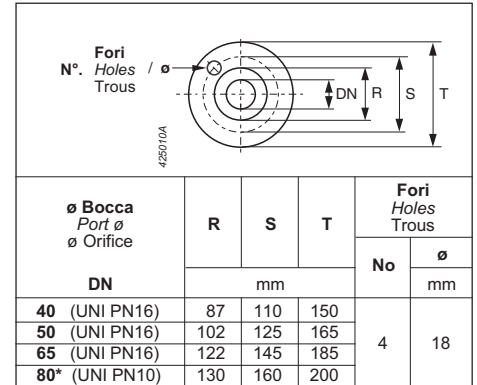 Fori
N°. Holes / ø
Trous
DN R S T
425010A
ø Bocca
Port ø
ø Orifice
DN
R S T
Fori
Holes
Trous
No ø
mm mm
40 (UNI PN16) 87 110 150
50 (UNI PN16) 102 125 165
65 (UNI PN16) 122 145 185
80* (UNI PN10) 130 160 200
4 18